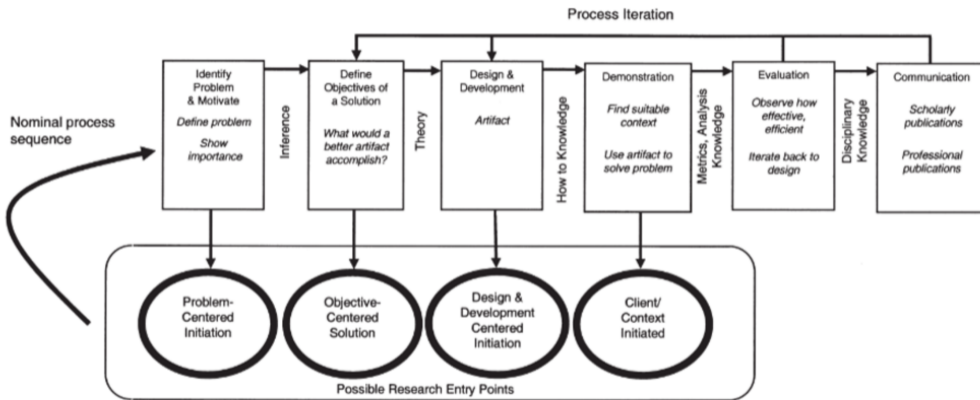 Process Iteration
Nominal process
sequence
Identify
Problem
& Motivate
Define problem
Show
importance
Inference
Define
Objectives of
a Solution
What would a
better artifact
accomplish?
Theory
Design &
Development
Artifact
How to Knowledge
Demonstration
Find suitable
context
Use artifact to
solve problem
Metrics, Analysis
Knowledge
Evaluation
Observe how
effective,
efficient
Iterate back to
design
Disciplinary
Knowledge
Communication
Scholarly
publications
Professional
publications
Problem-
Centered
Initiation
Objective-
Centered
Solution
Design &
Development
Centered
Initiation
Client/
Context
Initiated
Possible Research Entry Points